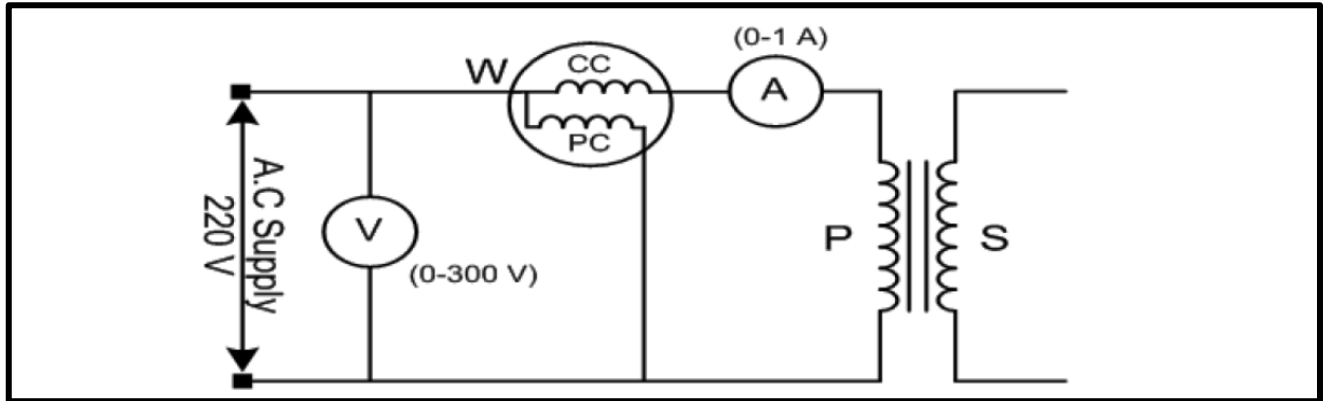 (0-1 A)
W
CC
A
PC
A.C Supply
220 V
V
(0-300 V)
P
S